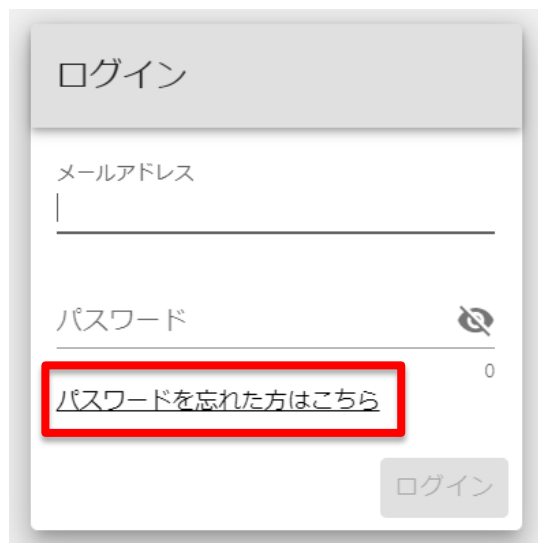 ログイン
メールアドレス
パスワード
0
パスワードを忘れた方はこちら
ログイン